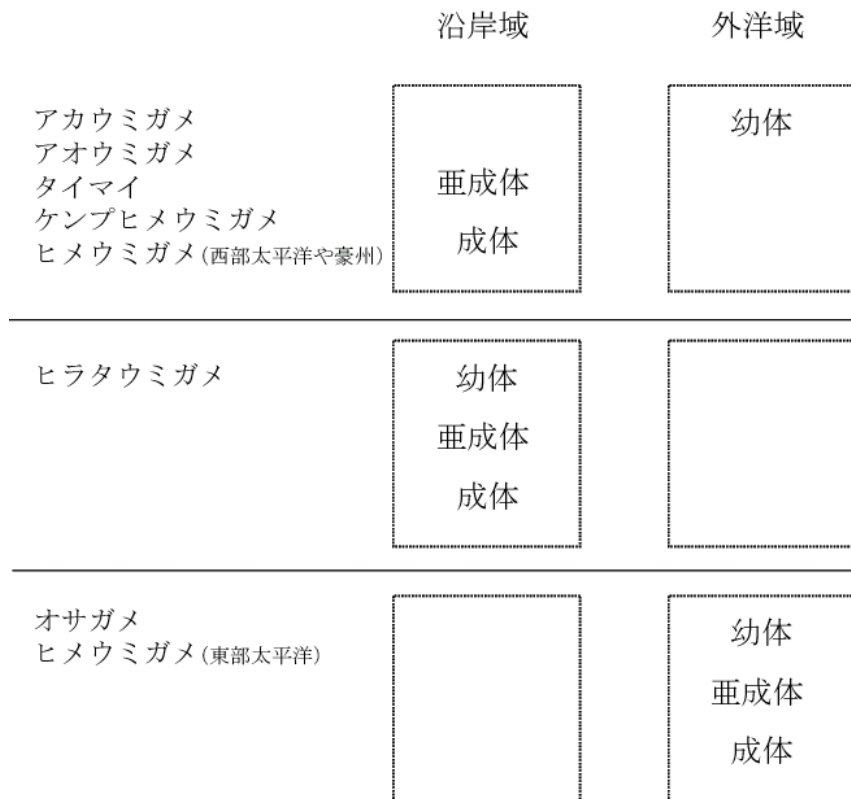 沿岸域 外洋域
アカウミガメ 幼体
アオウミガメ
タイマイ 亜成体
ケンプヒメウミガメ
ヒメウミガメ(西部太平洋や豪州) 成体
ヒラタウミガメ 幼体
亜成体
成体
オサガメ 幼体
ヒメウミガメ(東部太平洋)
亜成体
成体